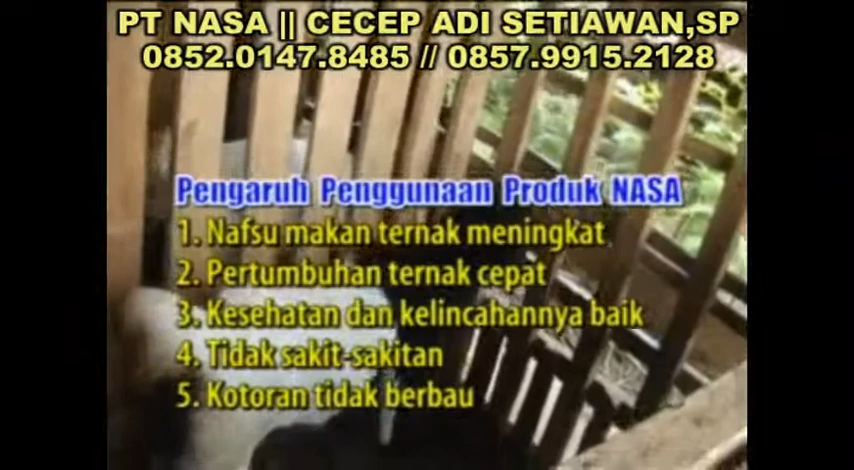 PT NASA || CECEP ADI SETIAWAN,SP
0852.0147.8485 // 0857.9915.2128
Pengaruh Penggunaan Produk NASA
1. Nafsu makan ternak meningkat
2. Pertumbuhan ternak cepat
3. Kesehatan dan kelincahannya baik
4. Tidak sakit-sakitan
5. Kotoran tidak berbau